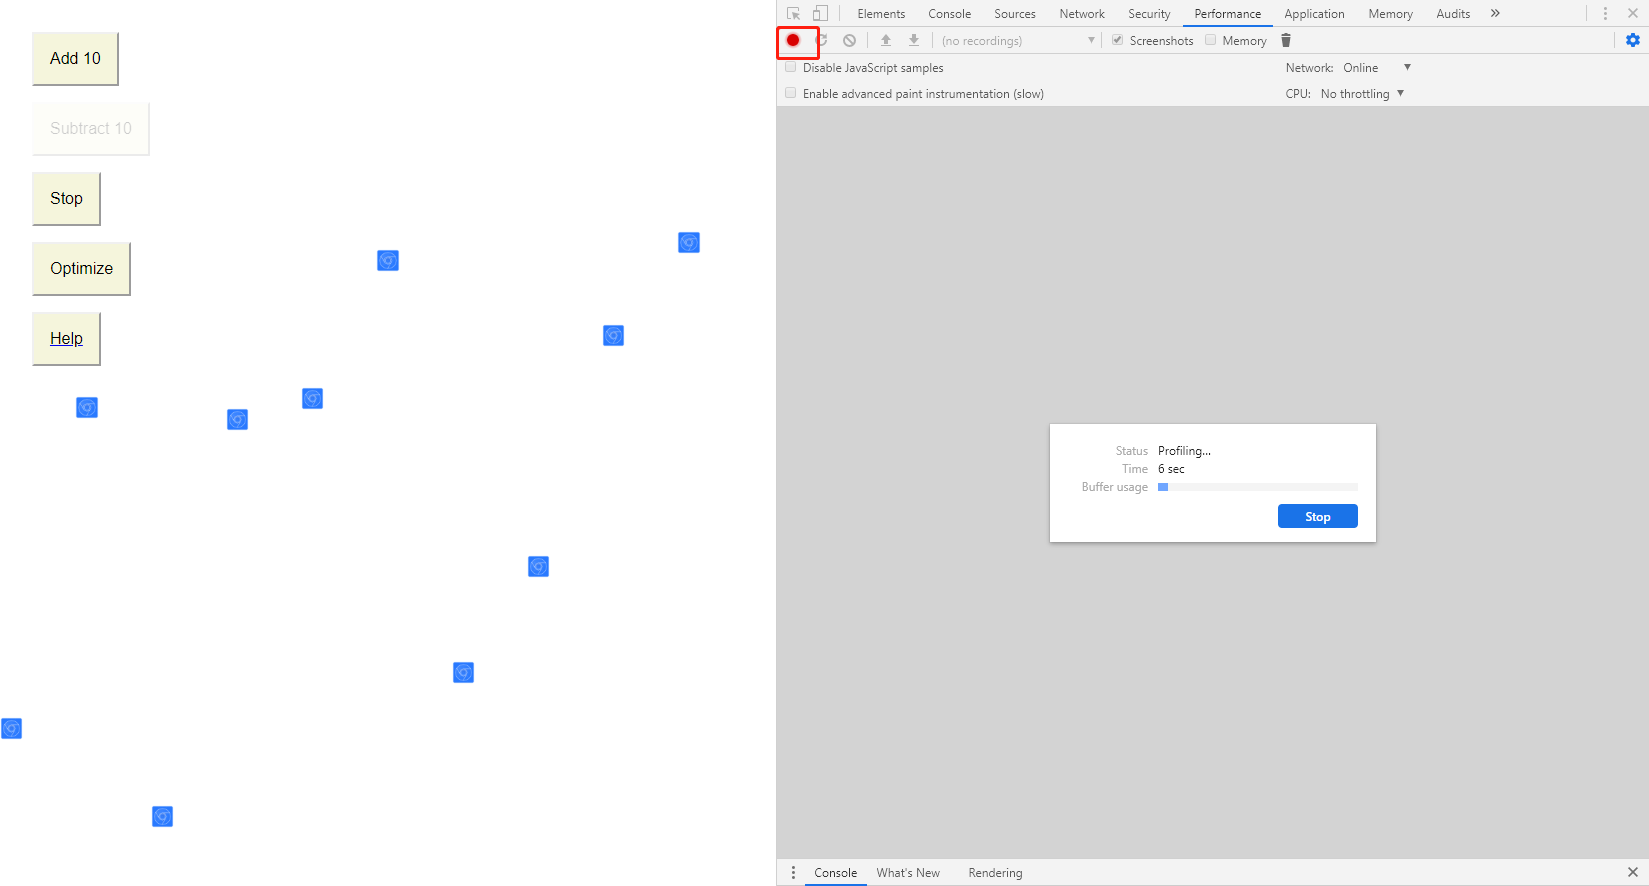 Add 10
Subtract 10
Stop
Optimize
Help
Elements Console Sources Network Security Performance Application Memory Audits »
(no recordings) Screenshots Memory
Disable JavaScript samples Network: Online
Enable advanced paint instrumentation (slow) CPU: No throttling
Status Profiling...
Time 6 sec
Buffer usage
Stop
Console What's New Rendering